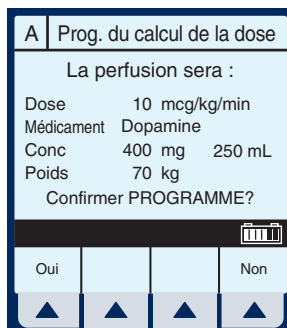 A Prog. du calcul de la dose
La perfusion sera :
Dose 10 mcg/kg/min
Médicament Dopamine
Conc 400 mg 250 mL
Poids 70 kg
Confirmer PROGRAMME?
Oui Non